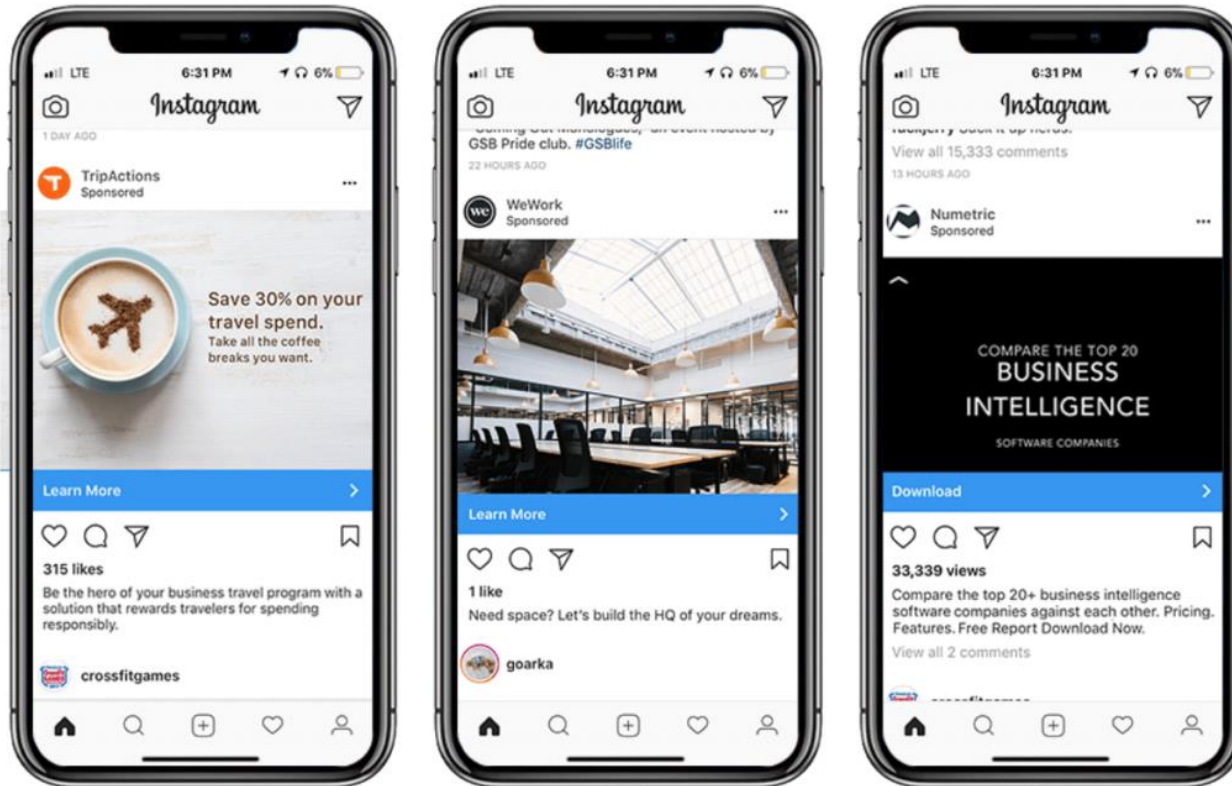 LTE 6:31 PM 6%
Instagram
1 DAY AGO
TripActions
Sponsored
Save 30% on your
travel spend.
Take all the coffee
breaks you want.
Learn More
315 likes
Be the hero of your business travel program with a
solution that rewards travelers for spending
responsibly.
crossfitgames
LTE 6:31 PM 6%
Instagram
an event hosted by
GSB Pride club. #GSBlife
22 HOURS AGO
we
WeWork
Sponsored
Learn More
1 like
Need space? Let's build the HQ of your dreams.
goarka
LTE 6:31 PM 6%
Instagram
View all 15,333 comments
13 HOURS AGO
Numetric
Sponsored
COMPARE THE TOP 20
BUSINESS
INTELLIGENCE
SOFTWARE COMPANIES
Download
33,339 views
Compare the top 20+ business intelligence
software companies against each other. Pricing.
Features. Free Report Download Now.
View all 2 comments